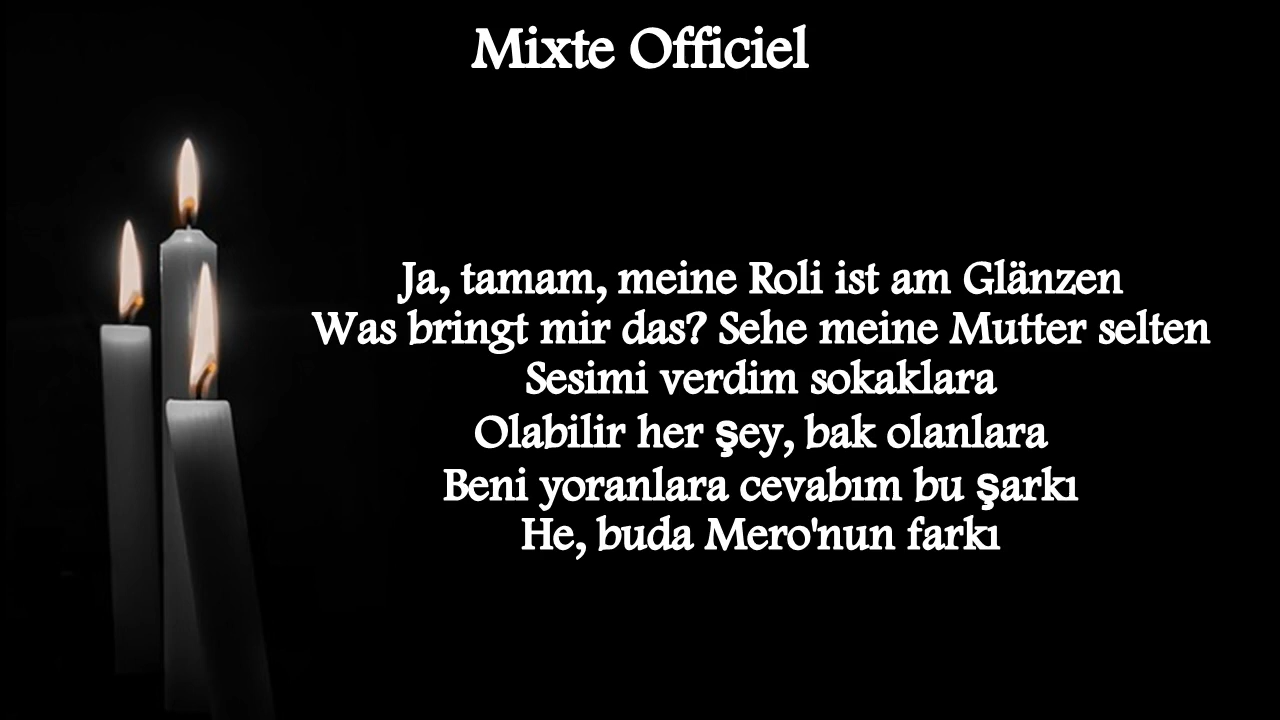 Mixte Officiel
Ja, tamam, meine Roli ist am Glänzen
Was bringt mir das? Sehe meine Mutter selten
Sesimi verdim sokaklara
Olabilir her şey, bak olanlara
Beni yoranlara cevabım bu şarkı
He, buda Mero'nun farkı